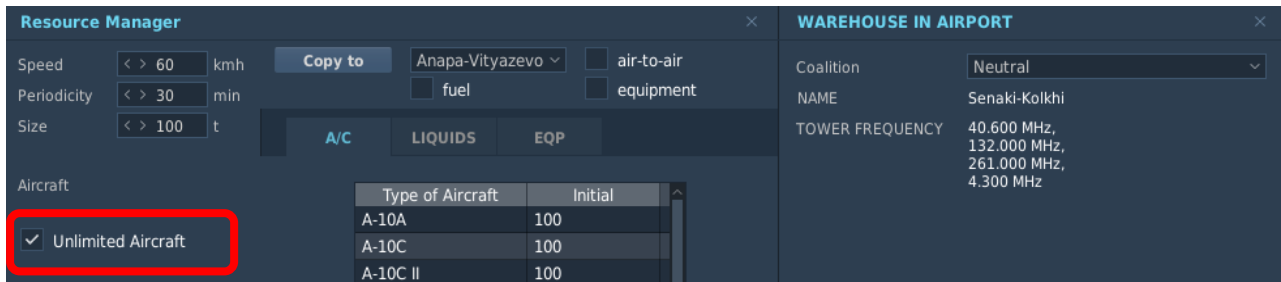 Resource Manager
Speed < > 60 kmh
Periodicity < > 30 min
Size < > 100 t
Copy to Anapa-Vityazevo air-to-air
fuel equipment
A/C LIQUIDS EQP
Aircraft
Unlimited Aircraft
Type of Aircraft Initial
A-10A 100
A-10C 100
A-10C II 100
WAREHOUSE IN AIRPORT
Coalition Neutral
NAME Senaki-Kolkhi
TOWER FREQUENCY 40.600 MHz,
132.000 MHz,
261.000 MHz,
4.300 MHz